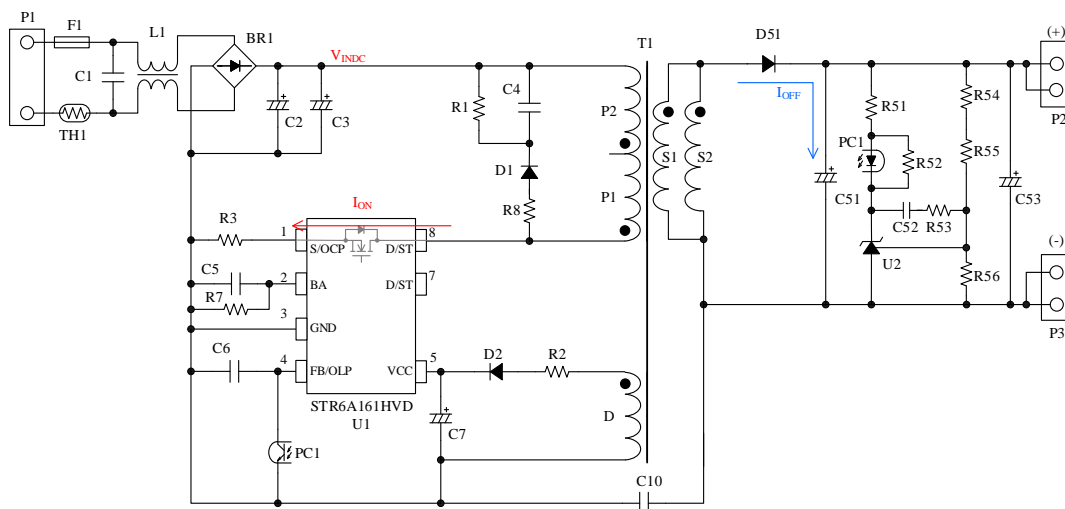 P1
F1
L1
BR1
C1
TH1
V_INDC
C2
C3
R1
C4
D1
R8
T1
P2
P1
S1
S2
D51
I_OFF
(+)
P2
R51
R54
PC1
R52
R55
C51
C52
R53
C53
U2
R56
(-)
P3
I_ON
R3
1
S/OCP
D/ST
8
C5
2
BA
D/ST
7
R7
3
GND
C6
4
FB/OLP
VCC
5
D2
R2
STR6A161HVD
U1
C7
D
PC1
C10